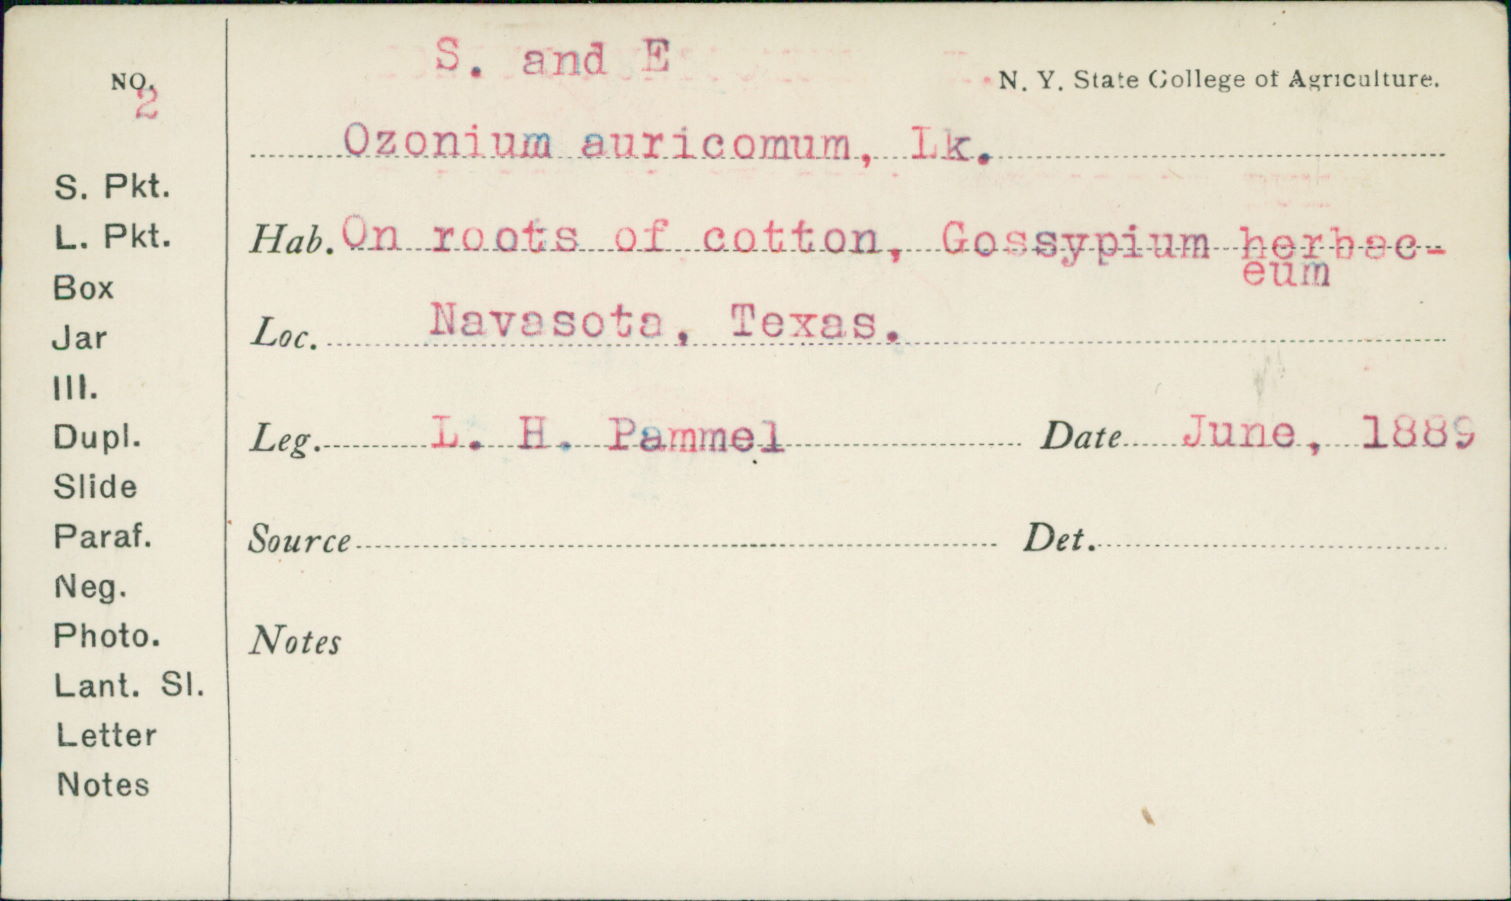 S. and E
NO. 2
N. Y. State College of Agriculture.
Ozonium auricomum, Lk.
S. Pkt.
L. Pkt.
Box
Jar
Ill.
Dupl.
Slide
Paraf.
Neg.
Photo.
Lant. Sl.
Letter
Notes
Hab. On roots of cotton, Gossypium herbac-
eum
Loc. Navasota, Texas.
Leg. L. H. Pammel Date June, 1889
Source Det.
Notes